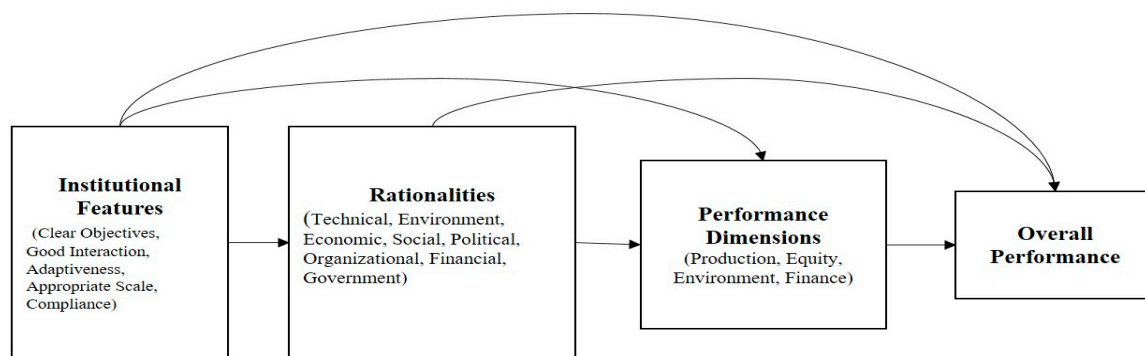 Institutional
Features
(Clear Objectives,
Good Interaction,
Adaptiveness,
Appropriate Scale,
Compliance)
Rationalities
(Technical, Environment,
Economic, Social, Political,
Organizational, Financial,
Government)
Performance
Dimensions
(Production, Equity,
Environment, Finance)
Overall
Performance